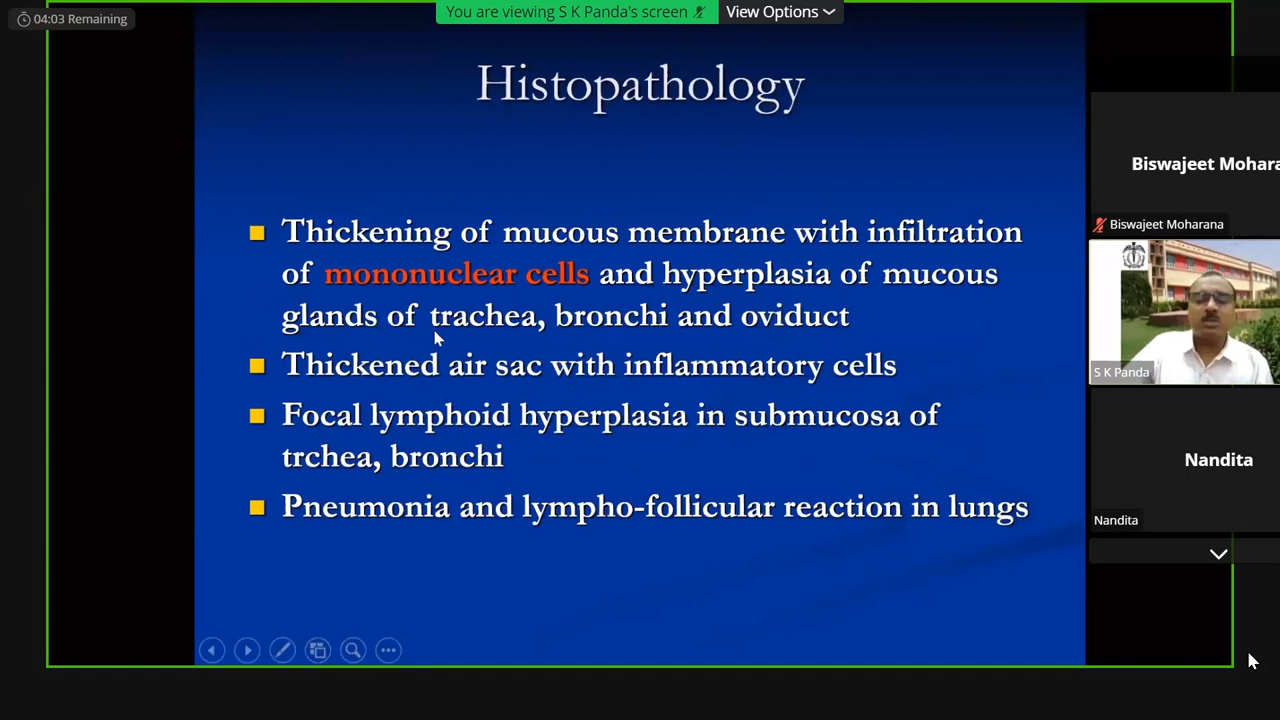 04:03 Remaining
You are viewing S K Panda's screen
View Options
Histopathology
Thickening of mucous membrane with infiltration
of mononuclear cells and hyperplasia of mucous
glands of trachea, bronchi and oviduct
Thickened air sac with inflammatory cells
Focal lymphoid hyperplasia in submucosa of
trchea, bronchi
Pneumonia and lympho-follicular reaction in lungs
Biswajeet Mohara
Biswajeet Moharana
S K Panda
Nandita
Nandita